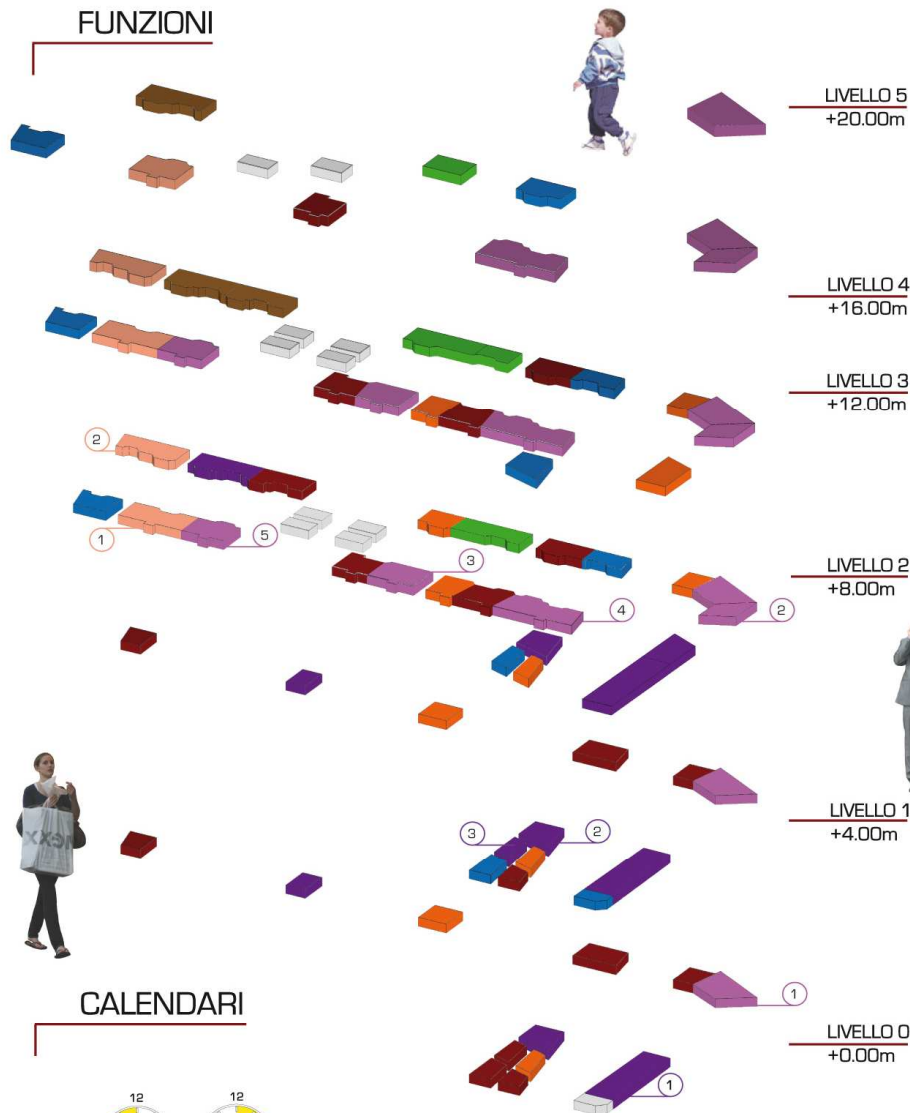 FUNZIONI
LIVELLO 5
+20.00m
LIVELLO 4
+16.00m
LIVELLO 3
+12.00m
2
1
5
3
LIVELLO 2
+8.00m
4
2
LIVELLO 1
+4.00m
3
2
CALENDARI
1
LIVELLO 0
+0.00m
1
12
12